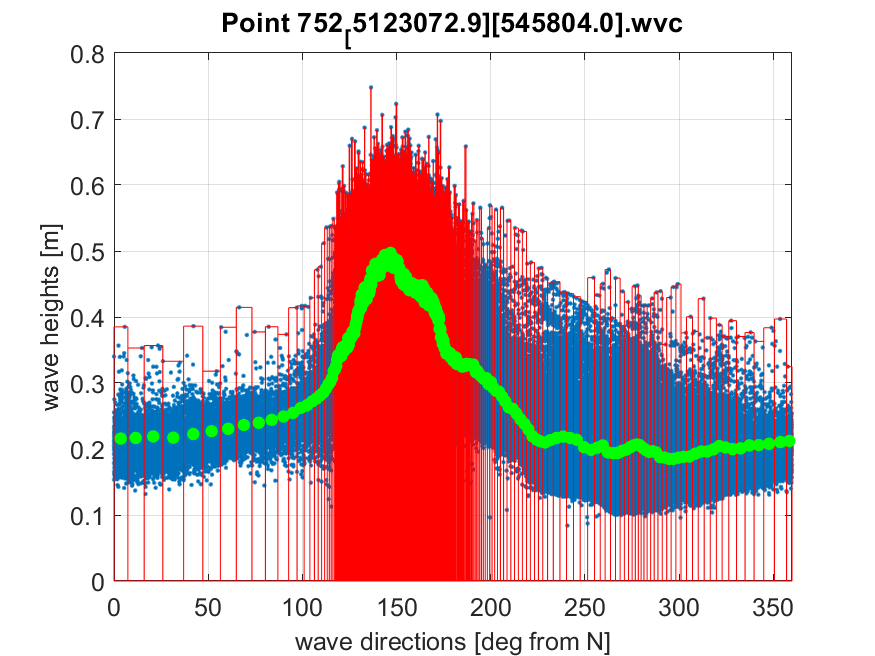 Point 752[5123072.9][545804.0].wvc
0.8
0.7
0.6
0.5
0.4
0.3
0.2
0.1
0
wave heights [m]
0 50 100 150 200 250 300 350
wave directions [deg from N]